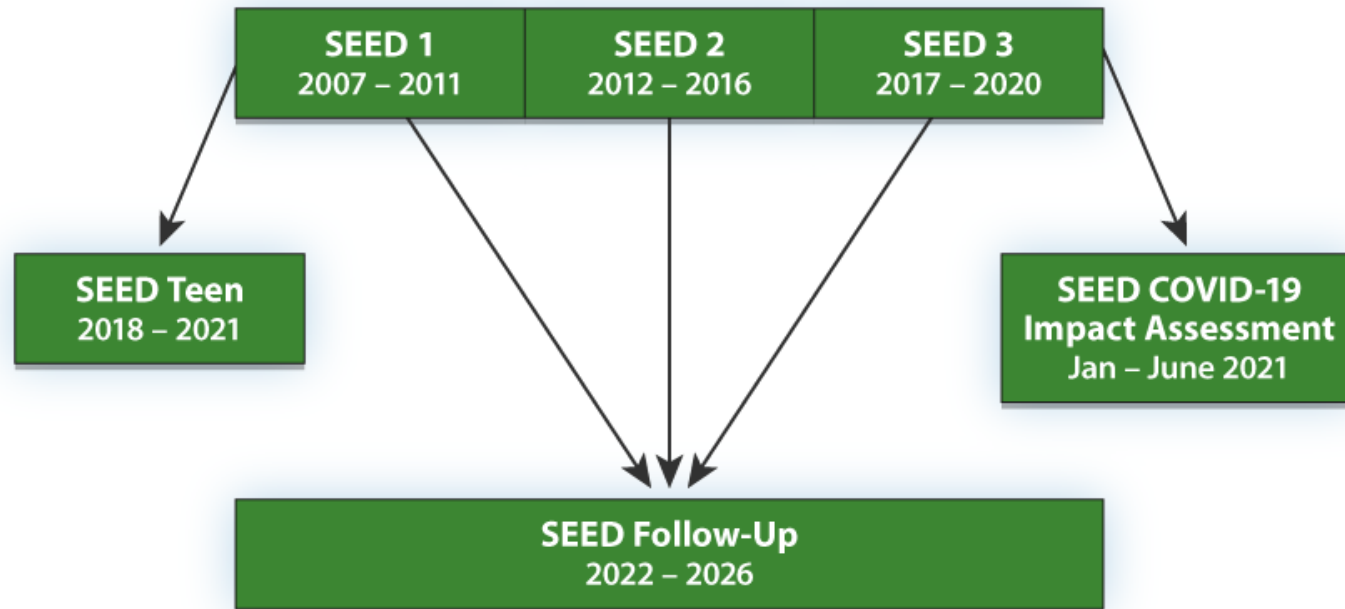 SEED 1
2007 – 2011
SEED 2
2012 – 2016
SEED 3
2017 – 2020
SEED Teen
2018 – 2021
SEED COVID-19
Impact Assessment
Jan – June 2021
SEED Follow-Up
2022 – 2026